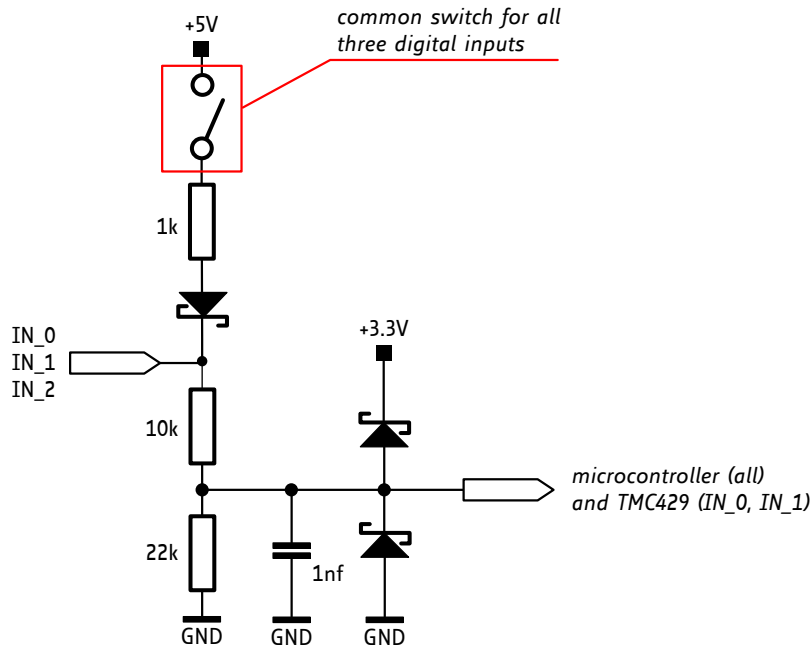 common switch for all
three digital inputs
+5V
1k
IN_0
IN_1
IN_2
+3.3V
10k
microcontroller (all)
and TMC429 (IN_0, IN_1)
22k
1nf
GND
GND
GND